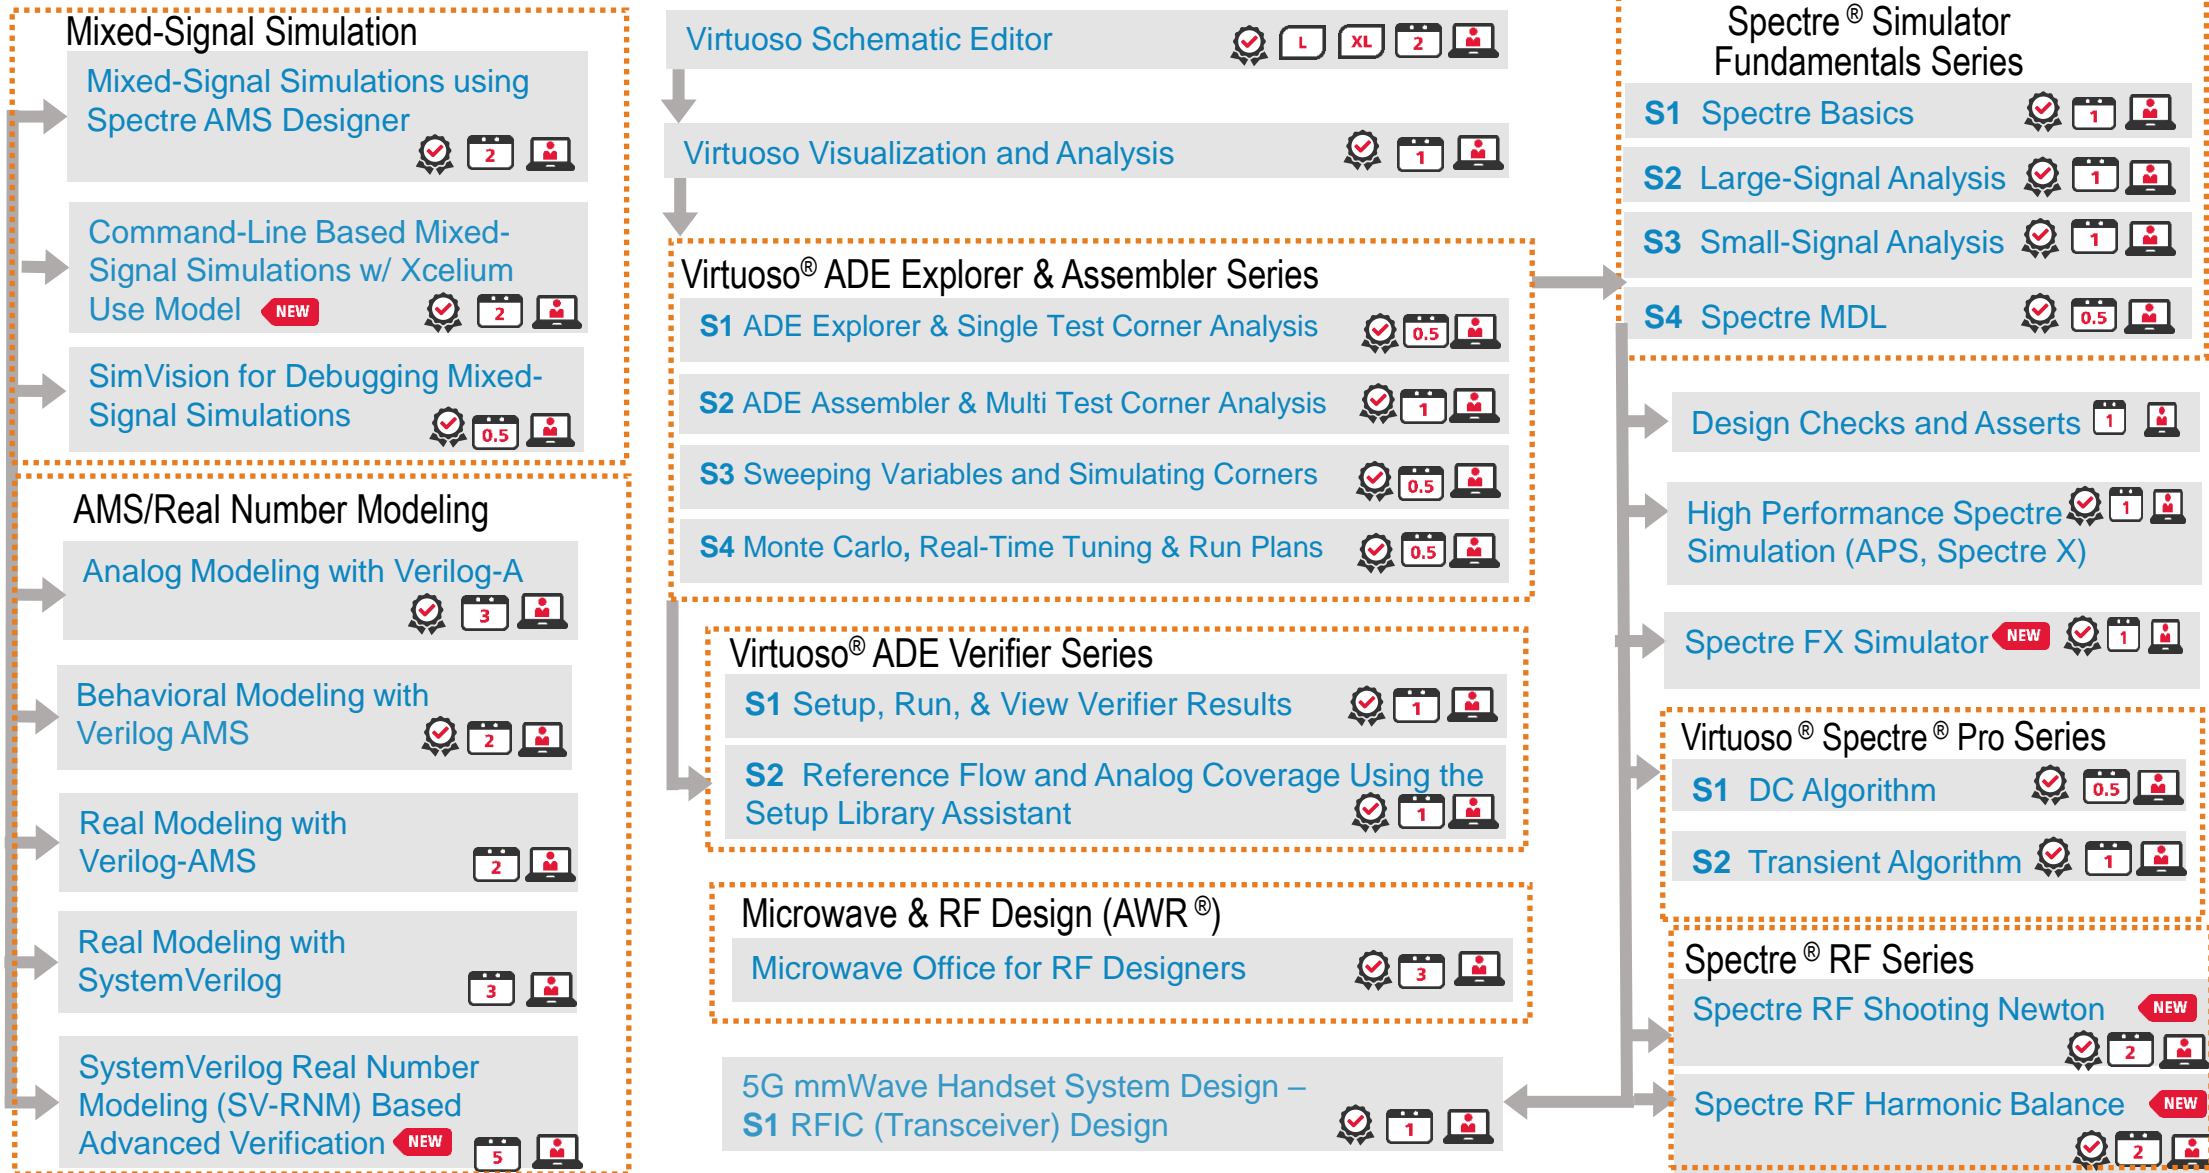 Mixed-Signal Simulation
Mixed-Signal Simulations using
Spectre AMS Designer
2
Command-Line Based Mixed-
Signal Simulations w/ Xcelium
Use Model NEW 2
SimVision for Debugging Mixed-
Signal Simulations
0.5
AMS/Real Number Modeling
Analog Modeling with Verilog-A
3
Behavioral Modeling with
Verilog AMS 2
Real Modeling with
Verilog-AMS 2
Real Modeling with
SystemVerilog 3
SystemVerilog Real Number
Modeling (SV-RNM) Based
Advanced Verification NEW 5
Virtuoso Schematic Editor L XL 2
Virtuoso Visualization and Analysis 1
Virtuoso® ADE Explorer & Assembler Series
S1 ADE Explorer & Single Test Corner Analysis 0.5
S2 ADE Assembler & Multi Test Corner Analysis 1
S3 Sweeping Variables and Simulating Corners 0.5
S4 Monte Carlo, Real-Time Tuning & Run Plans 0.5
Virtuoso® ADE Verifier Series
S1 Setup, Run, & View Verifier Results 1
S2 Reference Flow and Analog Coverage Using the
Setup Library Assistant 1
Microwave & RF Design (AWR ®)
Microwave Office for RF Designers 3
5G mmWave Handset System Design –
S1 RFIC (Transceiver) Design 1
Spectre ® Simulator
Fundamentals Series
S1 Spectre Basics 1
S2 Large-Signal Analysis 1
S3 Small-Signal Analysis 1
S4 Spectre MDL 0.5
Design Checks and Asserts 1
High Performance Spectre 1
Simulation (APS, Spectre X)
Spectre FX Simulator NEW 1
Virtuoso ® Spectre ® Pro Series
S1 DC Algorithm 0.5
S2 Transient Algorithm 1
Spectre ® RF Series
Spectre RF Shooting Newton NEW
2
Spectre RF Harmonic Balance NEW
2